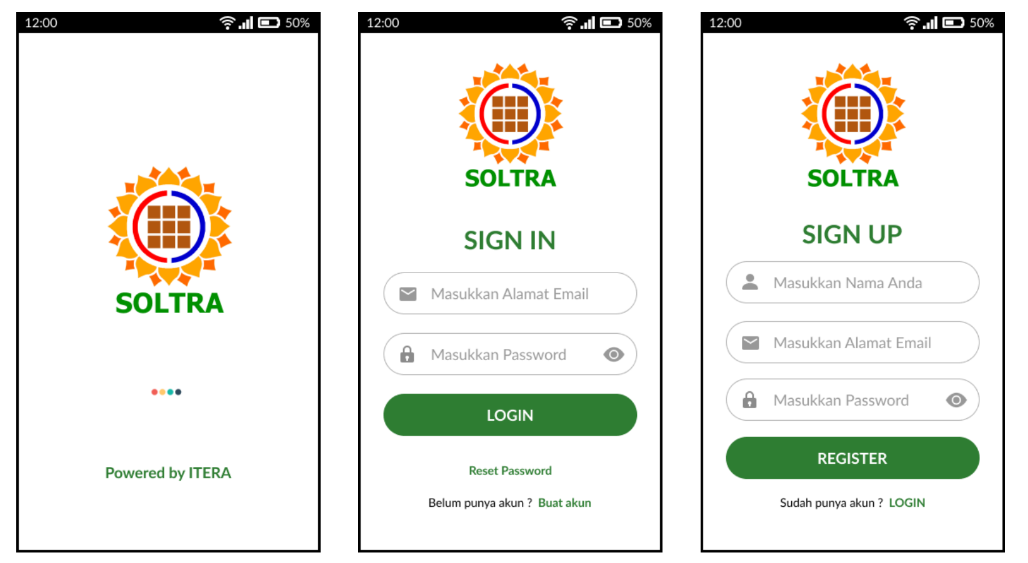 12:00 50%
SOLTRA
Powered by ITERA
12:00 50%
SOLTRA
SIGN IN
Masukkan Alamat Email
Masukkan Password
LOGIN
Reset Password
Belum punya akun ? Buat akun
12:00 50%
SOLTRA
SIGN UP
Masukkan Nama Anda
Masukkan Alamat Email
Masukkan Password
REGISTER
Sudah punya akun ? LOGIN